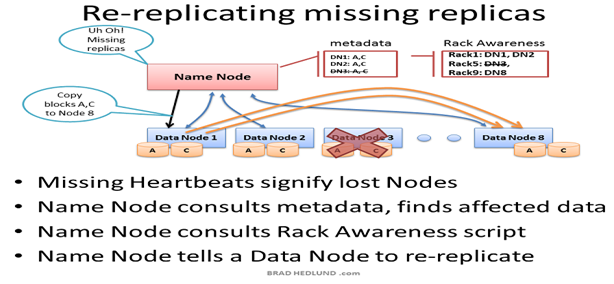 Re-replicating missing replicas
Uh Oh!
Missing
replicas
metadata
Rack Awareness
Name Node
DN1: A,C
DN2: A,C
DN3: A, C
Rack1: DN1, DN2
Rack5: DN3,
Rack9: DN8
Copy
blocks A,C
to Node 8
Data Node 1
Data Node 2
Data Node 3
Data Node 8
A C
A C
A C
A C
• Missing Heartbeats signify lost Nodes
• Name Node consults metadata, finds affected data
• Name Node consults Rack Awareness script
• Name Node tells a Data Node to re-replicate
BRAD HEDLUND .com